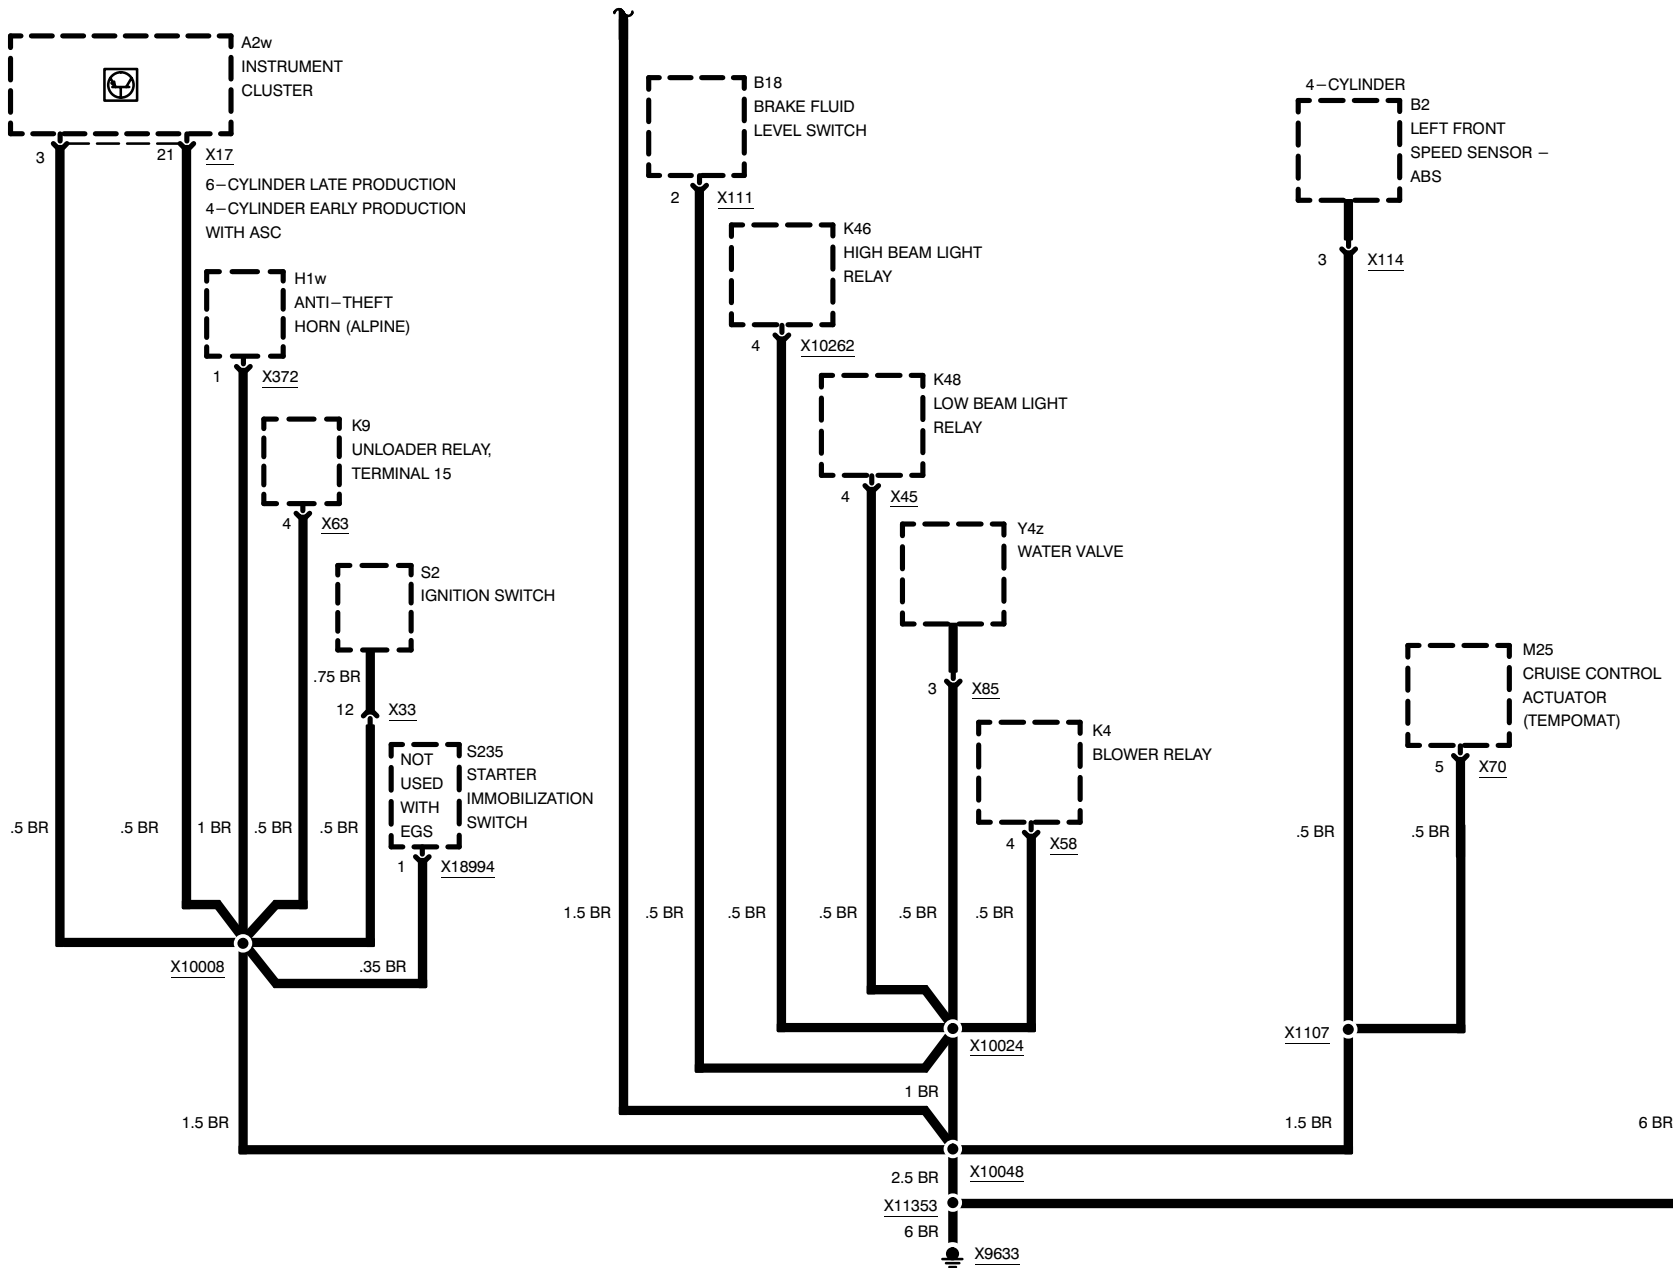 A2w
INSTRUMENT
CLUSTER
3
21
X17
6–CYLINDER LATE PRODUCTION
4–CYLINDER EARLY PRODUCTION
WITH ASC
H1w
ANTI–THEFT
HORN (ALPINE)
1
X372
K9
UNLOADER RELAY,
TERMINAL 15
4
X63
S2
IGNITION SWITCH
.75 BR
12
X33
NOT
USED
WITH
EGS
S235
STARTER
IMMOBILIZATION
SWITCH
1
X18994
.5 BR
.5 BR
1 BR
.5 BR
.5 BR
X10008
.35 BR
1.5 BR
B18
BRAKE FLUID
LEVEL SWITCH
2
X111
K46
HIGH BEAM LIGHT
RELAY
4
X10262
K48
LOW BEAM LIGHT
RELAY
4
X45
Y4z
WATER VALVE
3
X85
K4
BLOWER RELAY
4
X58
1.5 BR
.5 BR
.5 BR
.5 BR
.5 BR
.5 BR
X10024
1 BR
X10048
2.5 BR
X11353
6 BR
X9633
4–CYLINDER
B2
LEFT FRONT
SPEED SENSOR –
ABS
3
X114
M25
CRUISE CONTROL
ACTUATOR
(TEMPOMAT)
5
X70
.5 BR
.5 BR
X1107
1.5 BR
6 BR